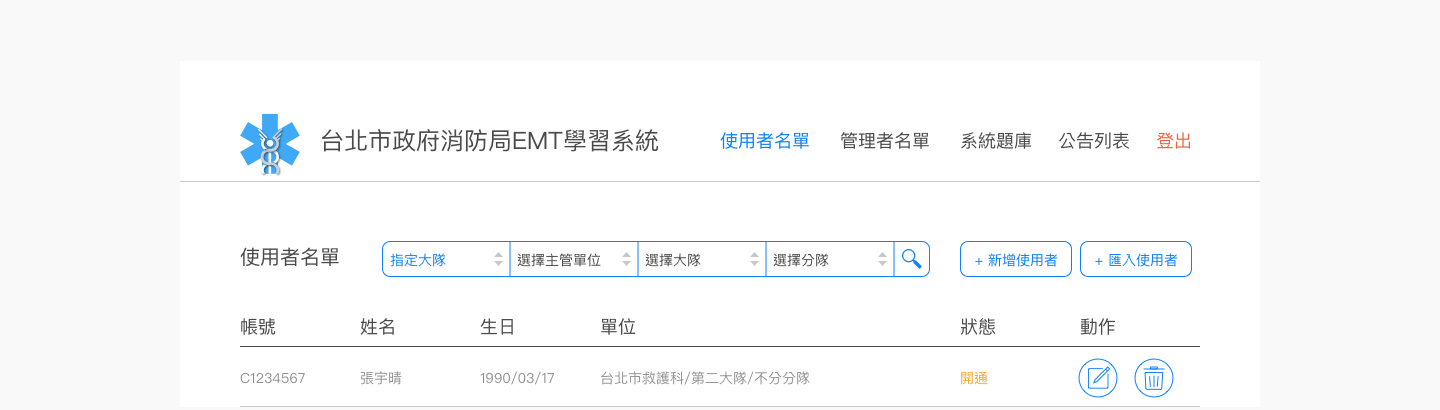 台北市政府消防局EMT學習系統 使用者名單 管理者名單 系統題庫 公告列表 登出
使用者名單 指定大隊 選擇主管單位 選擇大隊 選擇分隊 + 新增使用者 + 匯入使用者
帳號 姓名 生日 單位 狀態 動作
C1234567 張宇晴 1990/03/17 台北市救護科/第二大隊/不分分隊 開通